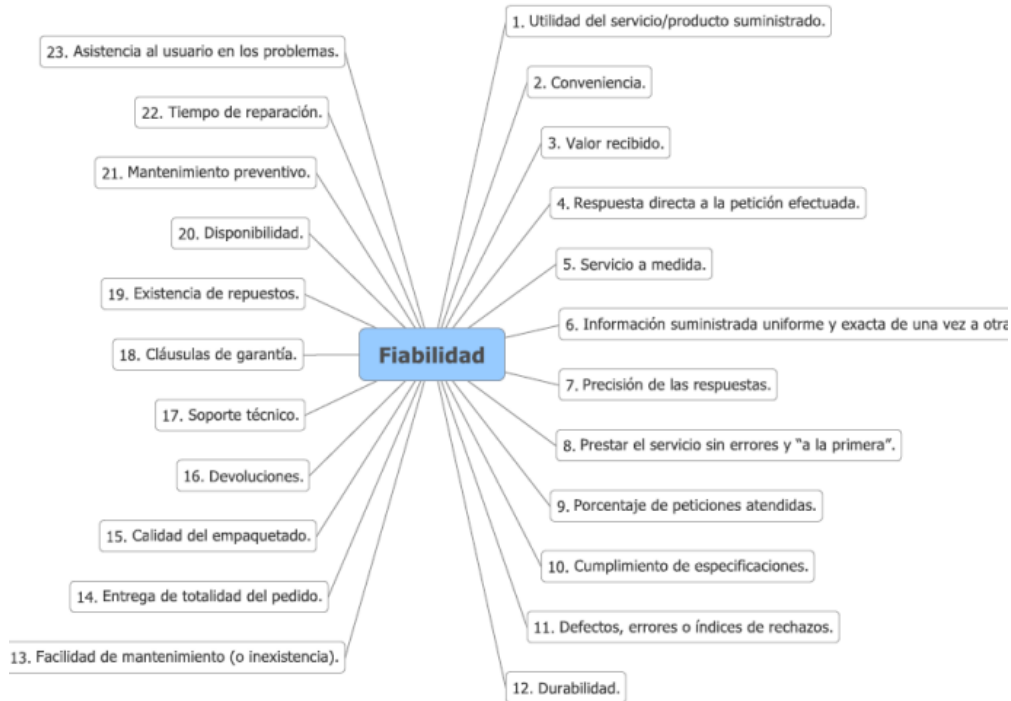 1. Utilidad del servicio/producto suministrado.
2. Conveniencia.
3. Valor recibido.
4. Respuesta directa a la petición efectuada.
5. Servicio a medida.
6. Información suministrada uniforme y exacta de una vez a otra
7. Precisión de las respuestas.
8. Prestar el servicio sin errores y “a la primera”.
9. Porcentaje de peticiones atendidas.
10. Cumplimiento de especificaciones.
11. Defectos, errores o índices de rechazos.
12. Durabilidad.
13. Facilidad de mantenimiento (o inexistencia).
14. Entrega de totalidad del pedido.
15. Calidad del empaquetado.
16. Devoluciones.
17. Soporte técnico.
18. Cláusulas de garantía.
19. Existencia de repuestos.
20. Disponibilidad.
21. Mantenimiento preventivo.
22. Tiempo de reparación.
23. Asistencia al usuario en los problemas.
Fiabilidad